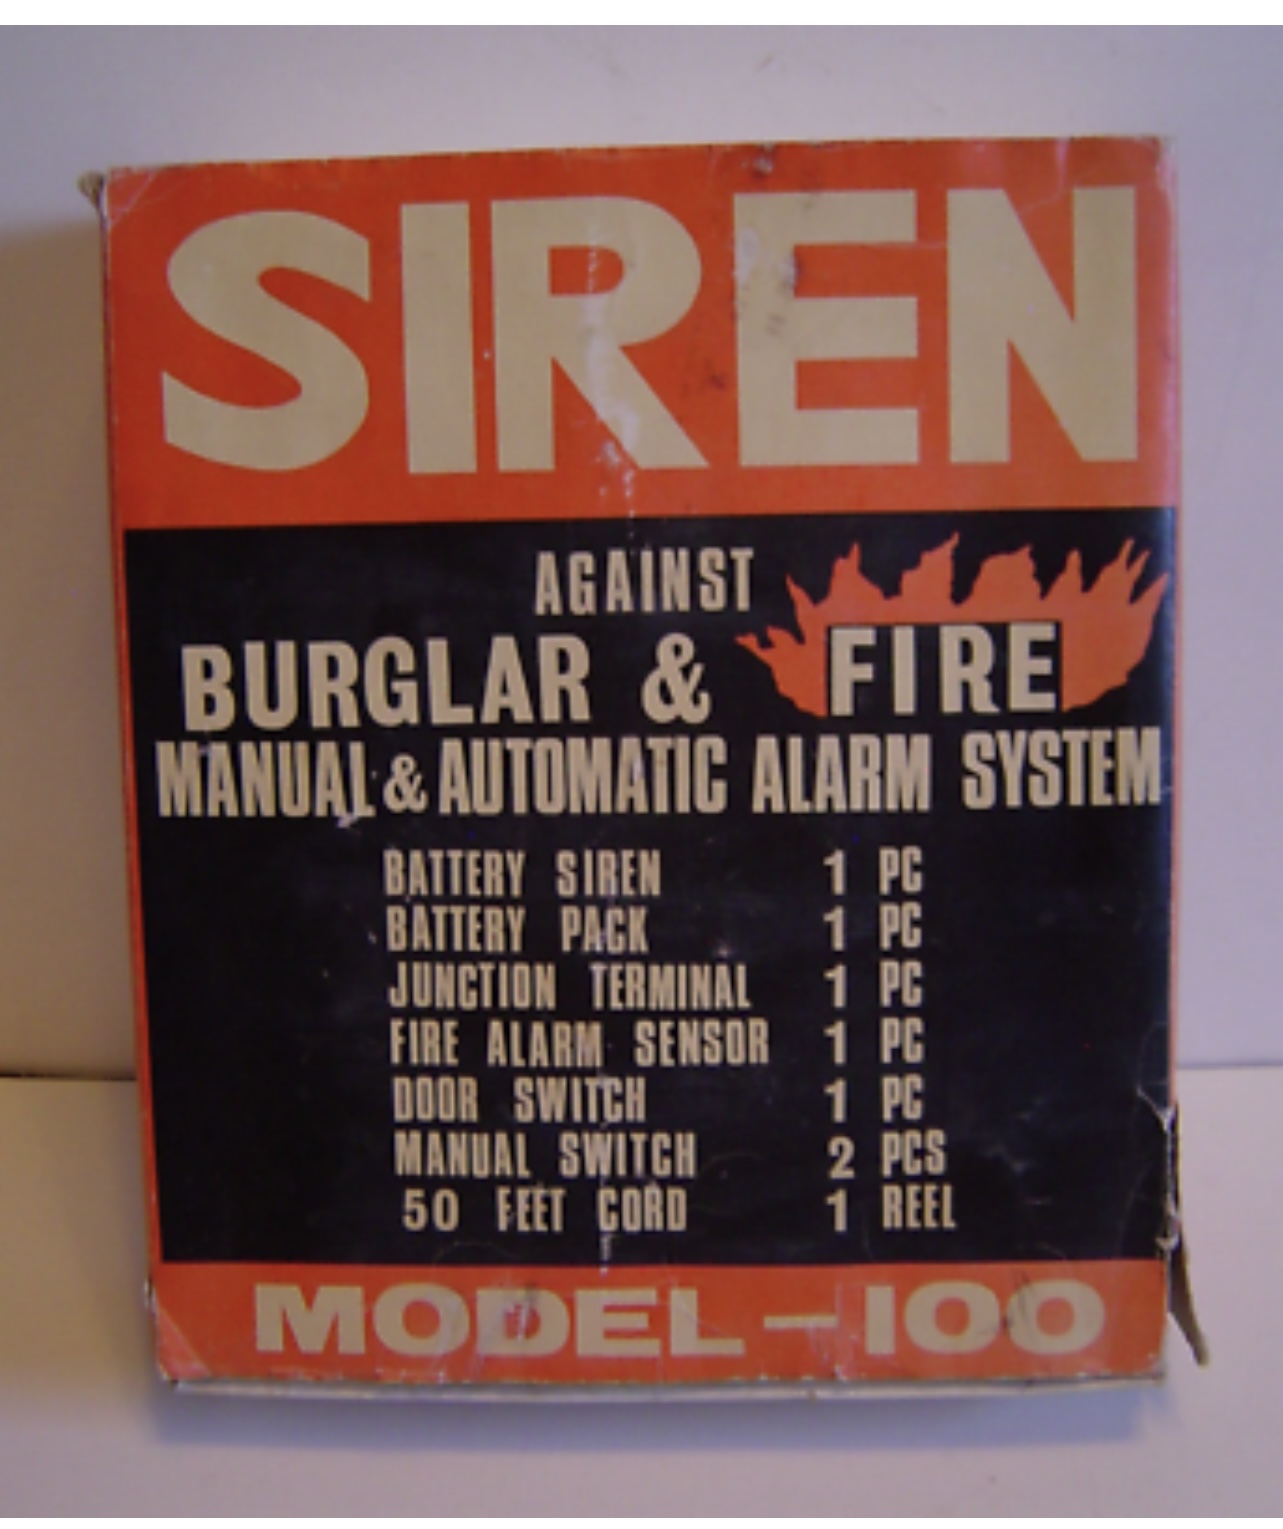 SIREN
AGAINST
BURGLAR & FIRE
MANUAL & AUTOMATIC ALARM SYSTEM
BATTERY SIREN 1 PC
BATTERY PACK 1 PC
JUNCTION TERMINAL 1 PC
FIRE ALARM SENSOR 1 PC
DOOR SWITCH 1 PC
MANUAL SWITCH 2 PCS
50 FEET CORD 1 REEL
MODEL-100